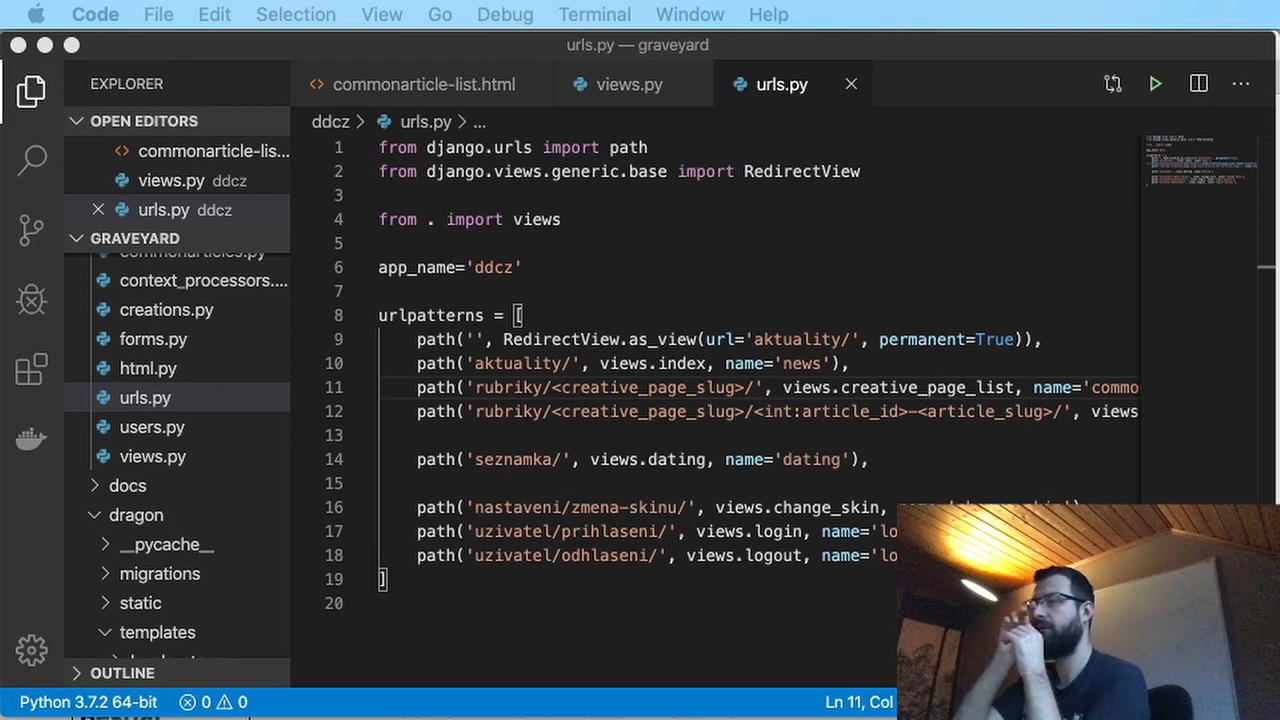 Code File Edit Selection View Go Debug Terminal Window Help
urls.py — graveyard
EXPLORER
OPEN EDITORS
commonarticle-lis...
views.py ddcz
urls.py ddcz
GRAVEYARD
commonarticles.py
context_processors....
creations.py
forms.py
html.py
urls.py
users.py
views.py
docs
dragon
__pycache__
migrations
static
templates
OUTLINE
commonarticle-list.html views.py urls.py
ddcz > urls.py > ...
1 from django.urls import path
2 from django.views.generic.base import RedirectView
3
4 from . import views
5
6 app_name='ddcz'
7
8 urlpatterns = [
9 path('', RedirectView.as_view(url='aktuality/', permanent=True)),
10 path('aktuality/', views.index, name='news'),
11 path('rubriky/<creative_page_slug>/', views.creative_page_list, name='commo
12 path('rubriky/<creative_page_slug>/<int:article_id>-<article_slug>/', views
13
14 path('seznamka/', views.dating, name='dating'),
15
16 path('nastaveni/zmena-skinu/', views.change_skin,
17 path('uzivatel/prihlaseni/', views.login, name='lo
18 path('uzivatel/odhlaseni/', views.logout, name='lo
19 ]
20
Python 3.7.2 64-bit 0 0 Ln 11, Col